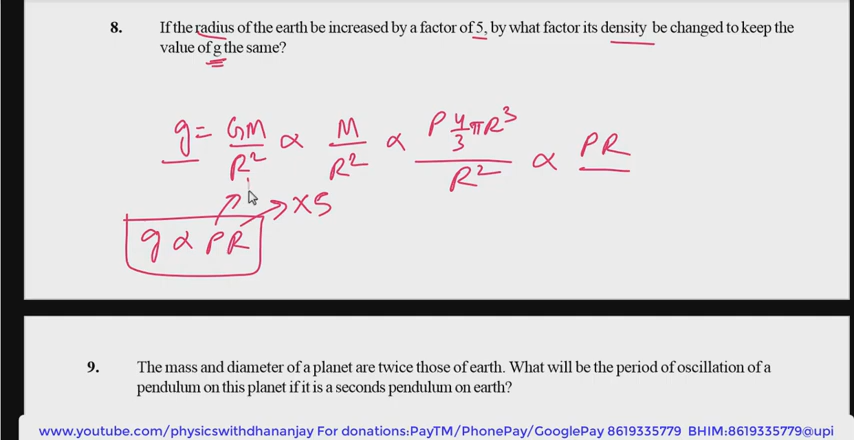 8. If the radius of the earth be increased by a factor of 5, by what factor its density be changed to keep the
value of g the same?
g = GM/R² ∝ M/R² ∝ P 4/3 πR³/R² ∝ PR
→ x5
g ∝ PR
9. The mass and diameter of a planet are twice those of earth. What will be the period of oscillation of a
pendulum on this planet if it is a seconds pendulum on earth?
www.youtube.com/physicswithdhananjay For donations:PayTM/PhonePay/GooglePay 8619335779 BHIM:8619335779@upi